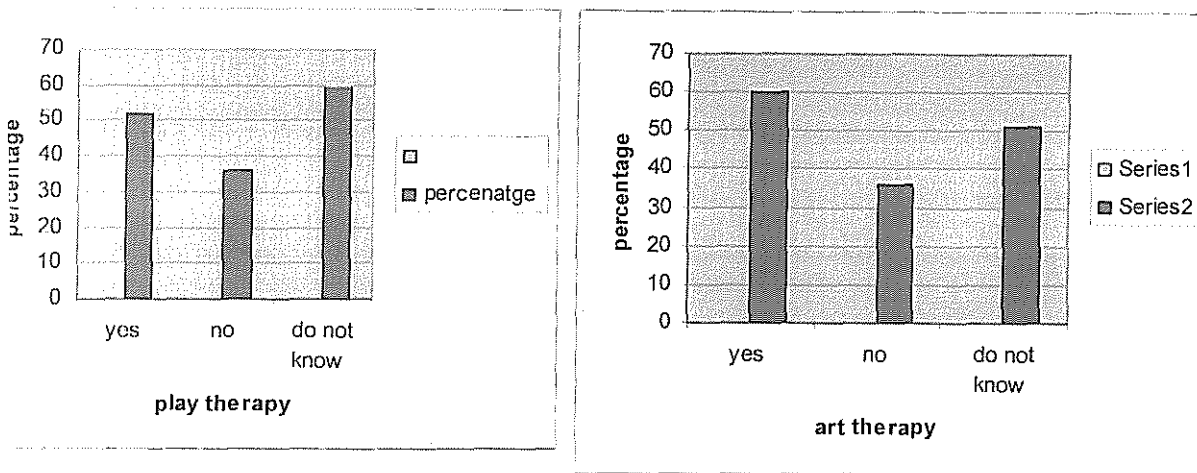 70
60
50
40
30
20
10
0
percentage
yes
no
do not
know
play therapy
percenatge
70
60
50
40
30
20
10
0
percentage
yes
no
do not
know
art therapy
Series1
Series2